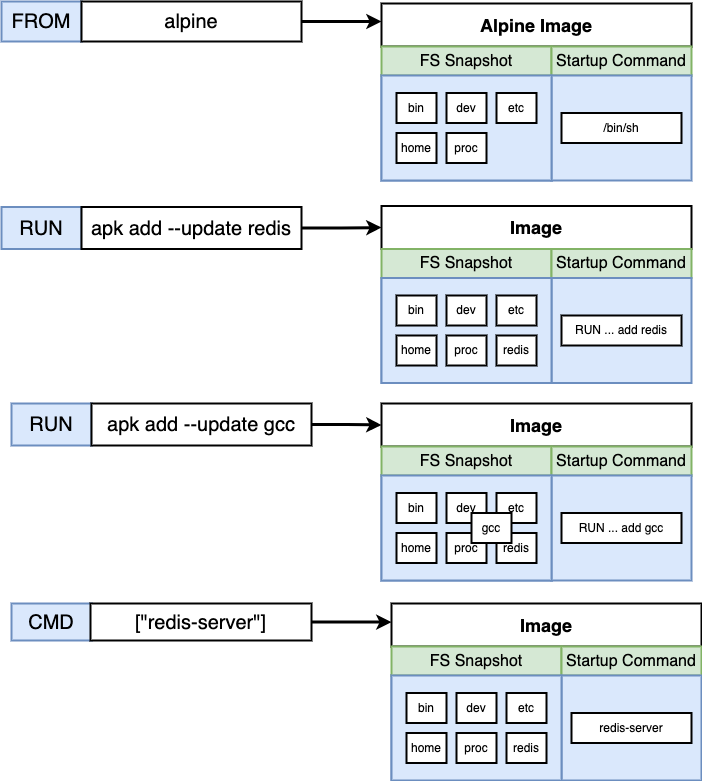 FROM alpine Alpine Image
FS Snapshot Startup Command
bin dev etc
/bin/sh
home proc
RUN apk add --update redis Image
FS Snapshot Startup Command
bin dev etc
RUN ... add redis
home proc redis
RUN apk add --update gcc Image
FS Snapshot Startup Command
bin dev etc
gcc RUN ... add gcc
home proc redis
CMD ["redis-server"] Image
FS Snapshot Startup Command
bin dev etc
redis-server
home proc redis